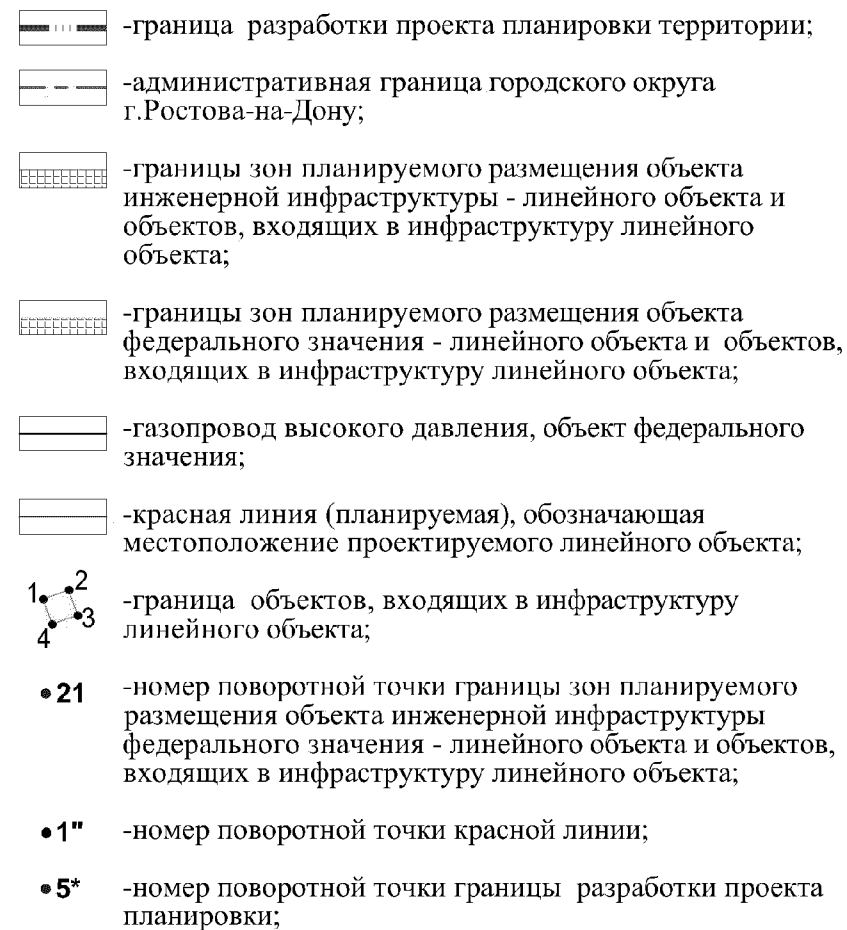 -граница разработки проекта планировки территории;
-административная граница городского округа
г.Ростова-на-Дону;
-границы зон планируемого размещения объекта
инженерной инфраструктуры - линейного объекта и
объектов, входящих в инфраструктуру линейного
объекта;
-границы зон планируемого размещения объекта
федерального значения - линейного объекта и объектов,
входящих в инфраструктуру линейного объекта;
-газопровод высокого давления, объект федерального
значения;
-красная линия (планируемая), обозначающая
местоположение проектируемого линейного объекта;
1 2
3
4
-граница объектов, входящих в инфраструктуру
линейного объекта;
21 -номер поворотной точки границы зон планируемого
размещения объекта инженерной инфраструктуры
федерального значения - линейного объекта и объектов,
входящих в инфраструктуру линейного объекта;
1" -номер поворотной точки красной линии;
5* -номер поворотной точки границы разработки проекта
планировки;